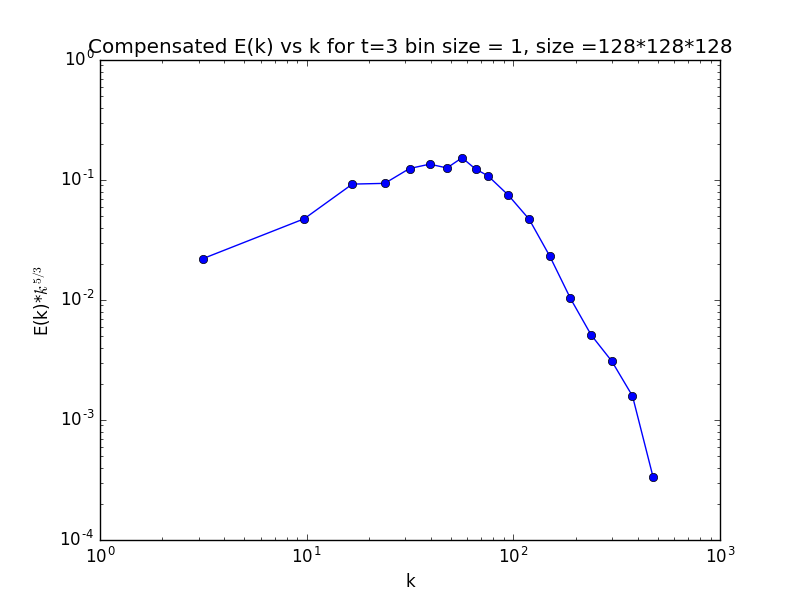 Compensated E(k) vs k for t=3 bin size = 1, size =128*128*128
10^0
10^-1
10^-2
10^-3
10^-4
E(k)*k^5/3
10^0 10^1 10^2 10^3
k